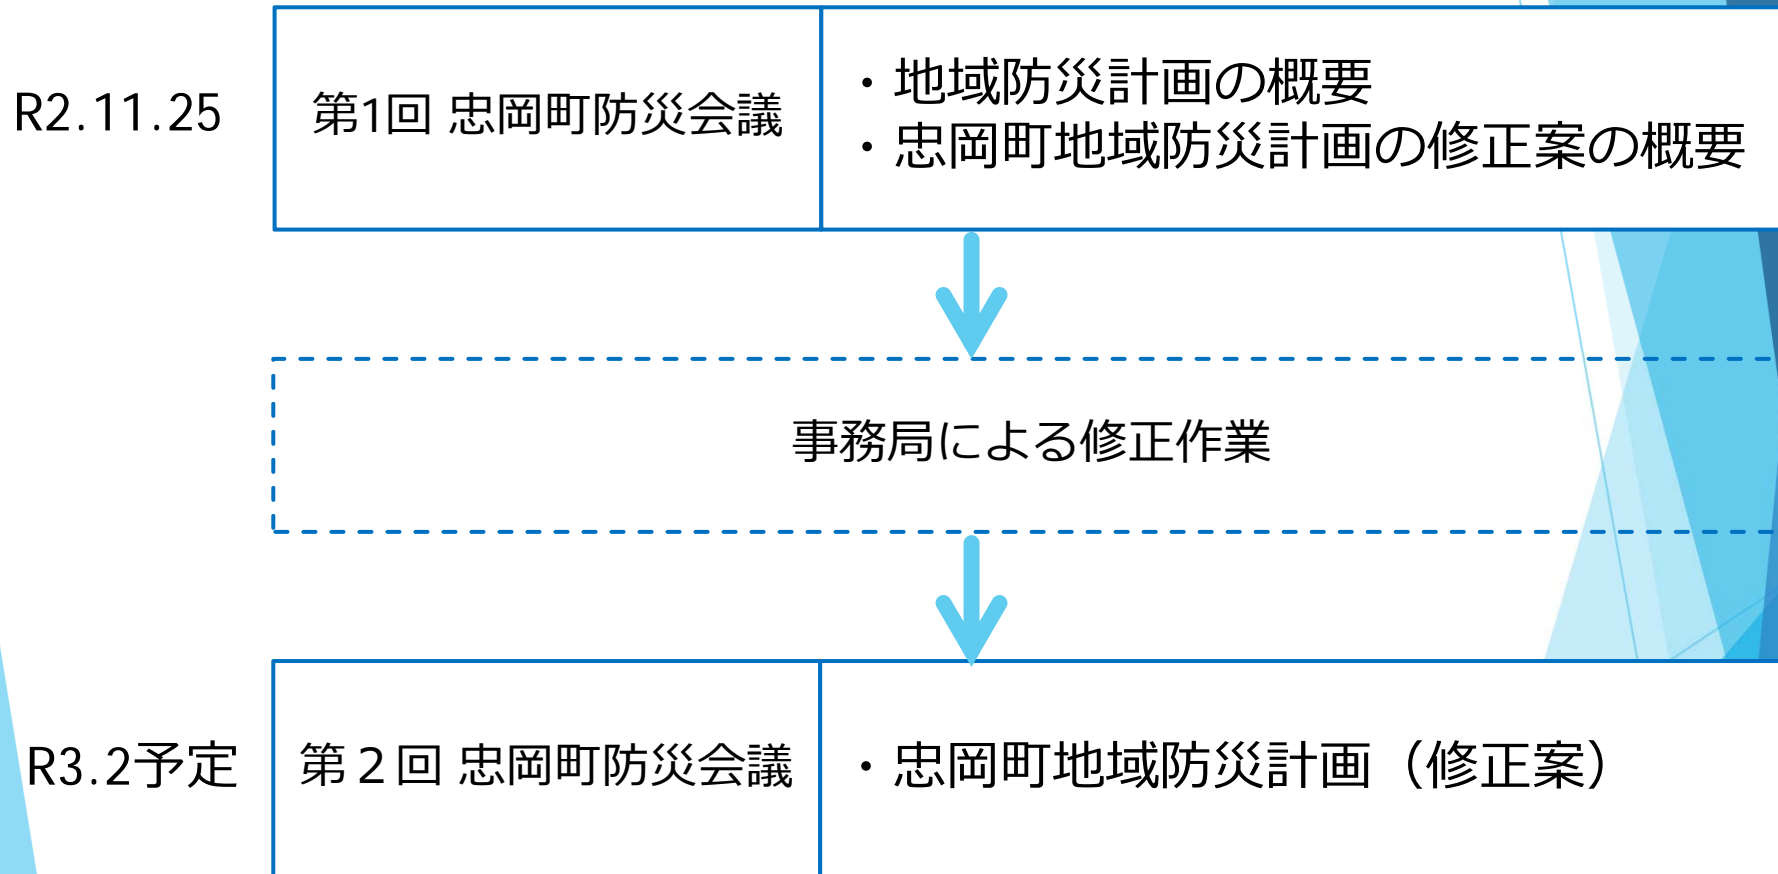 R2.11.25
第1回 忠岡町防災会議
・地域防災計画の概要
・忠岡町地域防災計画の修正案の概要
事務局による修正作業
R3.2予定
第２回 忠岡町防災会議
・忠岡町地域防災計画（修正案）